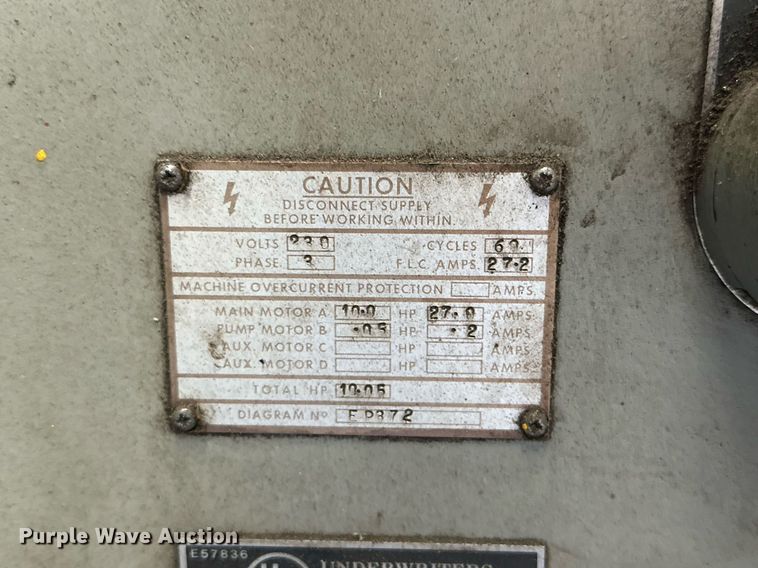 CAUTION
DISCONNECT SUPPLY
BEFORE WORKING WITHIN.
VOLTS 230 CYCLES 60
PHASE 3 F.L.C. AMPS. 27.2
MACHINE OVERCURRENT PROTECTION AMPS.
MAIN MOTOR A 10.0 HP 27.0 AMPS.
PUMP MOTOR B .05 HP .2 AMPS.
AUX. MOTOR C HP AMPS.
AUX. MOTOR D HP AMPS.
TOTAL HP 10.05
DIAGRAM Nº EP372
Purple Wave Auction
E57836
UNDERWRITERS